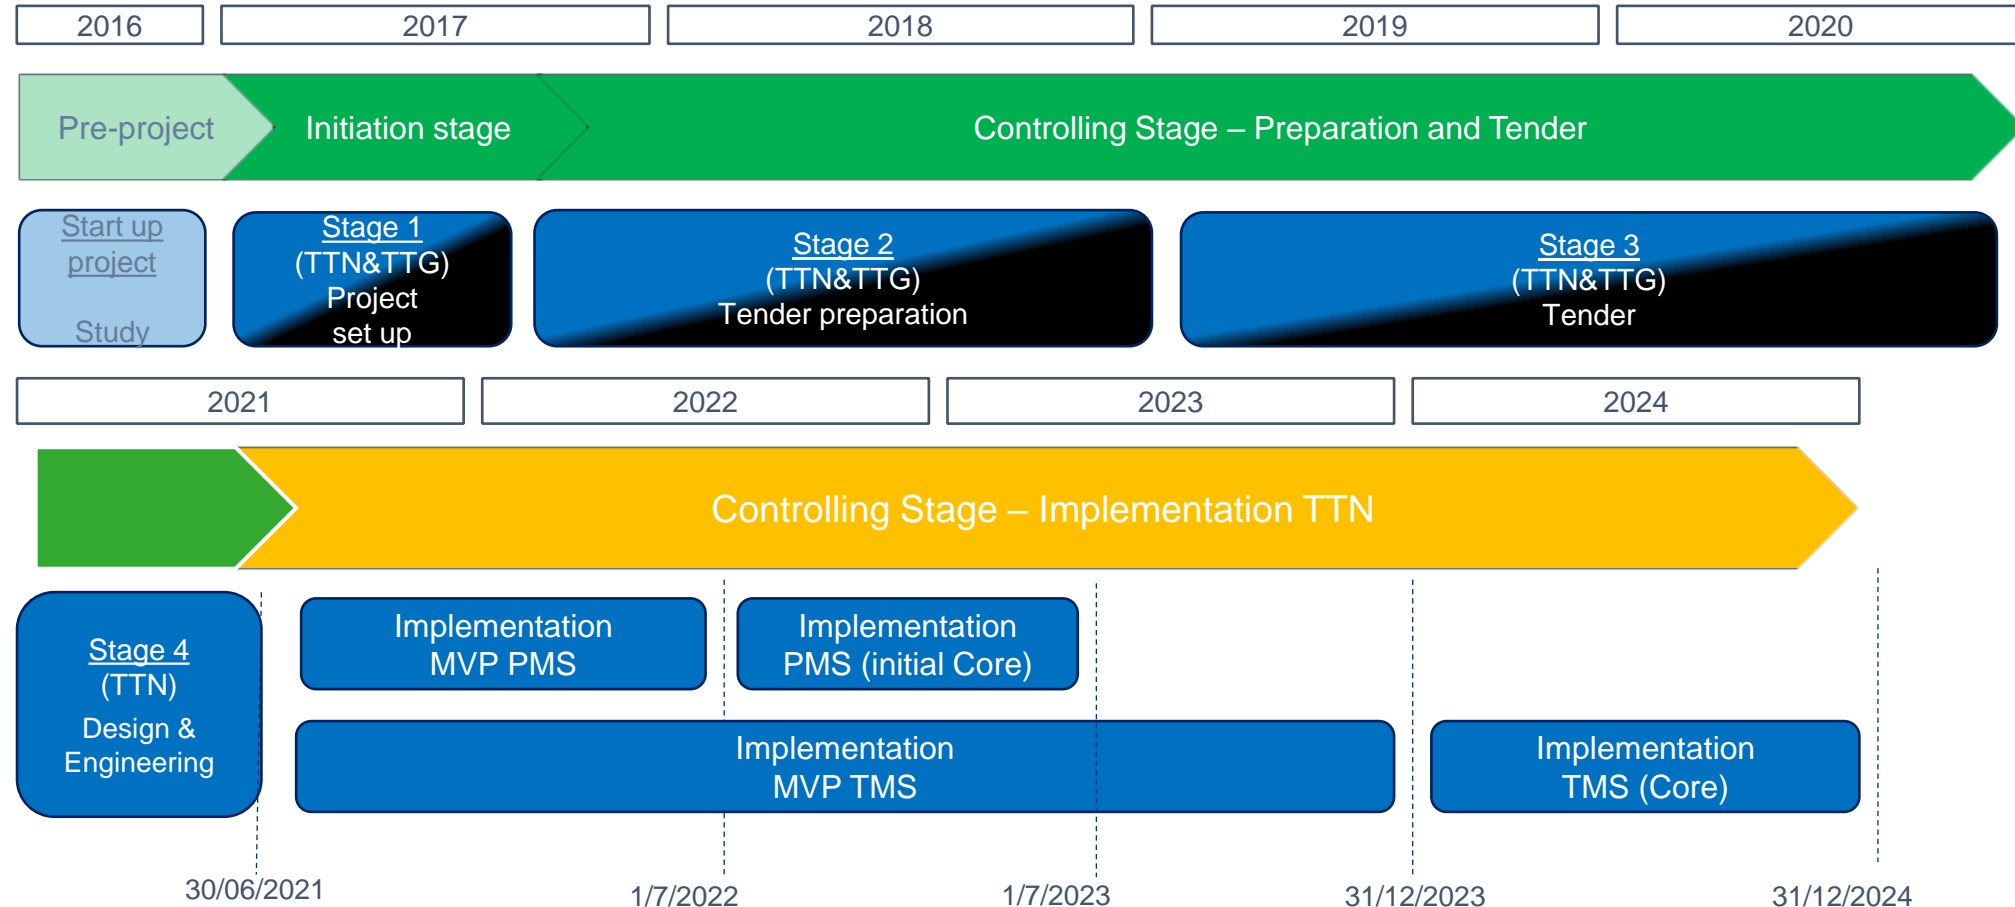 2016
2017
2018
2019
2020
Pre-project
Initiation stage
Controlling Stage – Preparation and Tender
Start up
project
Study
Stage 1
(TTN&TTG)
Project
set up
Stage 2
(TTN&TTG)
Tender preparation
Stage 3
(TTN&TTG)
Tender
2021
2022
2023
2024
Controlling Stage – Implementation TTN
Stage 4
(TTN)
Design &
Engineering
Implementation
MVP PMS
Implementation
PMS (initial Core)
Implementation
MVP TMS
Implementation
TMS (Core)
30/06/2021
1/7/2022
1/7/2023
31/12/2023
31/12/2024